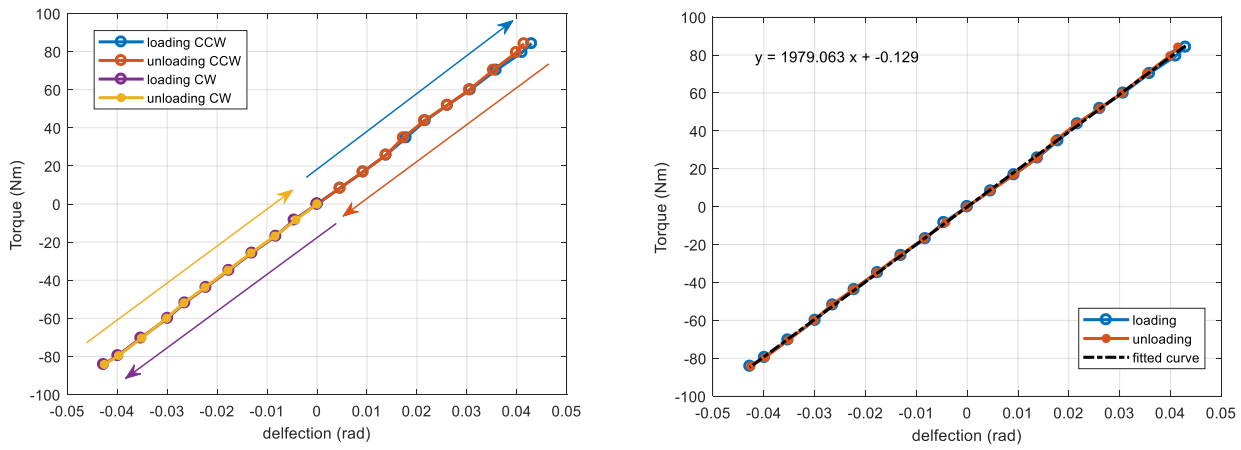 100
80
60
40
20
0
-20
-40
-60
-80
-100
Torque (Nm)
loading CCW
unloading CCW
loading CW
unloading CW
-0.05 -0.04 -0.03 -0.02 -0.01 0 0.01 0.02 0.03 0.04 0.05
delfection (rad)
100
80
60
40
20
0
-20
-40
-60
-80
-100
Torque (Nm)
y = 1979.063 x + -0.129
loading
unloading
fitted curve
-0.05 -0.04 -0.03 -0.02 -0.01 0 0.01 0.02 0.03 0.04 0.05
delfection (rad)